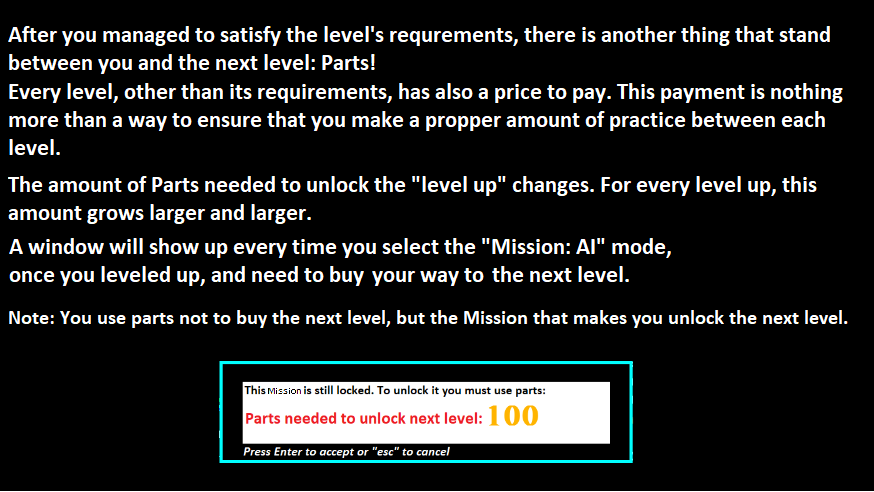 After you managed to satisfy the level's requrements, there is another thing that stand
between you and the next level: Parts!
Every level, other than its requirements, has also a price to pay. This payment is nothing
more than a way to ensure that you make a propper amount of practice between each
level.
The amount of Parts needed to unlock the "level up" changes. For every level up, this
amount grows larger and larger.
A window will show up every time you select the "Mission: AI" mode,
once you leveled up, and need to buy your way to the next level.
Note: You use parts not to buy the next level, but the Mission that makes you unlock the next level.
This Mission is still locked. To unlock it you must use parts:
Parts needed to unlock next level: 100
Press Enter to accept or "esc" to cancel